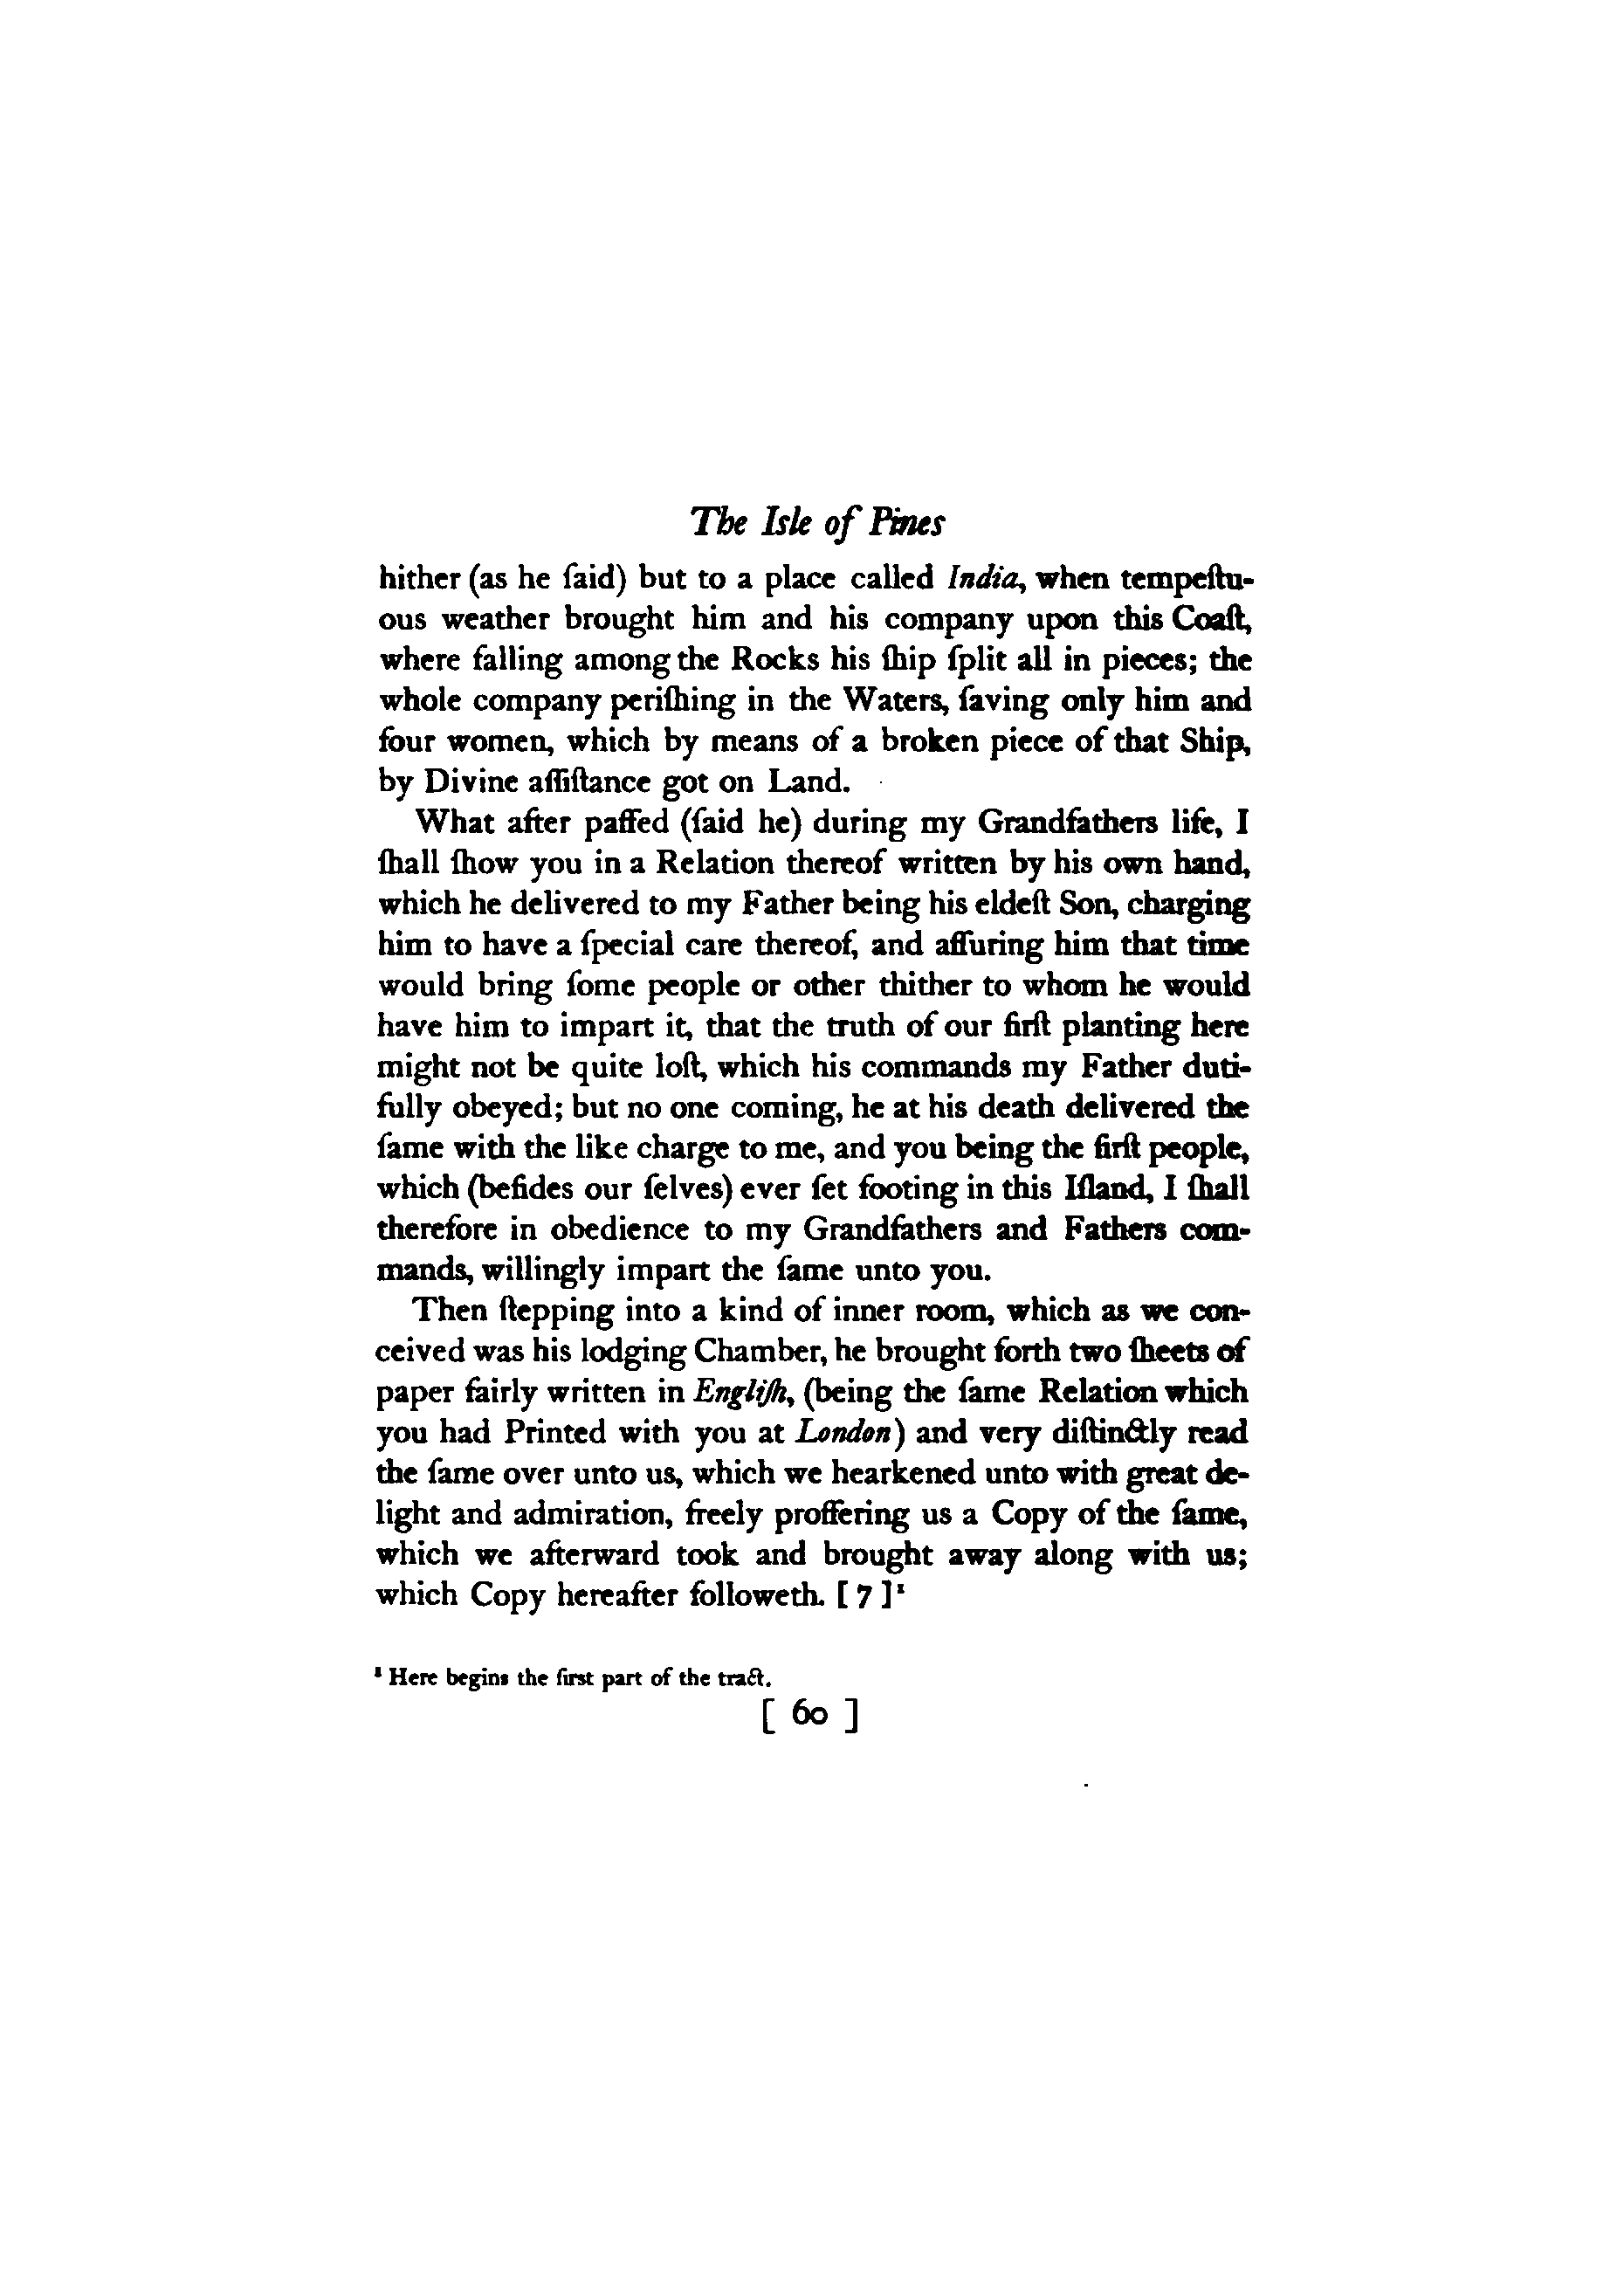 The Isle of Pines
hither (as he ſaid) but to a place called India, when tempeſtu-
ous weather brought him and his company upon this Coaſt,
where falling among the Rocks his ſhip ſplit all in pieces; the
whole company periſhing in the Waters, ſaving only him and
four women, which by means of a broken piece of that Ship,
by Divine aſſiſtance got on Land.
What after paſſed (ſaid he) during my Grandfathers life, I
ſhall ſhow you in a Relation thereof written by his own hand,
which he delivered to my Father being his eldeſt Son, charging
him to have a ſpecial care thereof, and aſſuring him that time
would bring ſome people or other thither to whom he would
have him to impart it, that the truth of our firſt planting here
might not be quite loſt, which his commands my Father duti-
fully obeyed; but no one coming, he at his death delivered the
ſame with the like charge to me, and you being the firſt people,
which (beſides our ſelves) ever ſet footing in this Iſland, I ſhall
therefore in obedience to my Grandfathers and Fathers com-
mands, willingly impart the ſame unto you.
Then ſtepping into a kind of inner room, which as we con-
ceived was his lodging Chamber, he brought forth two ſheets of
paper fairly written in Engliſh, (being the ſame Relation which
you had Printed with you at London) and very diſtinctly read
the ſame over unto us, which we hearkened unto with great de-
light and admiration, freely proffering us a Copy of the ſame,
which we afterward took and brought away along with us;
which Copy hereafter followeth. [ 7 ]¹
¹ Here begins the first part of the tract.
[ 60 ]